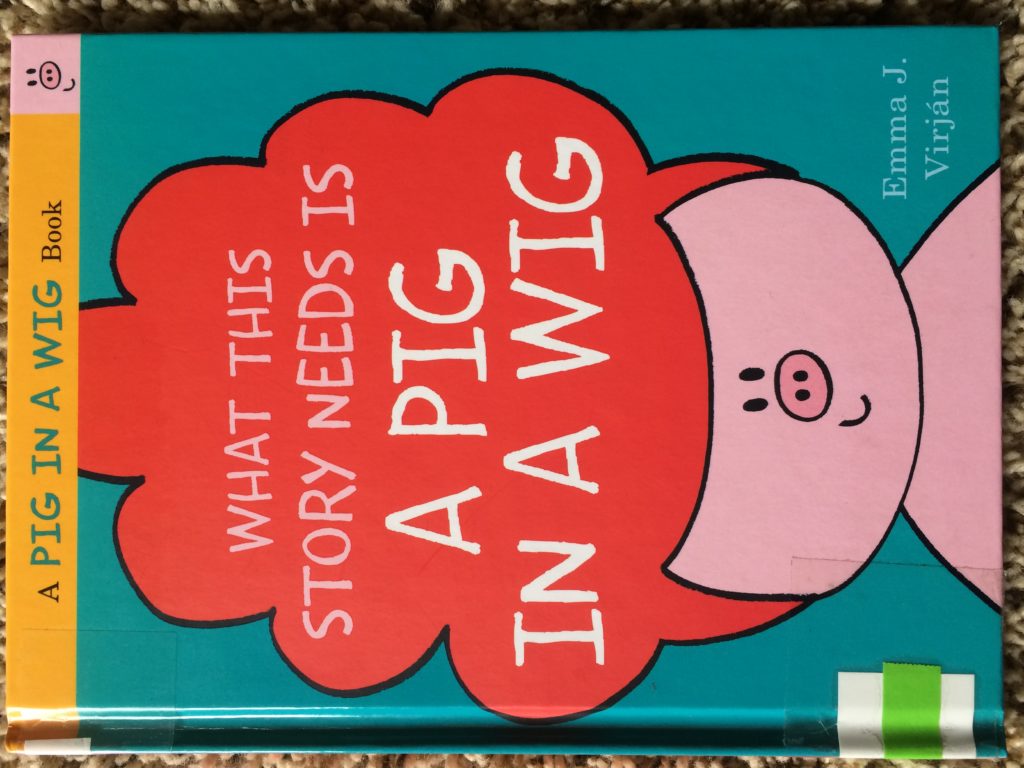 A PIG IN A WIG Book
WHAT THIS
STORY NEEDS IS
A PIG
IN A WIG
Emma J.
Virján